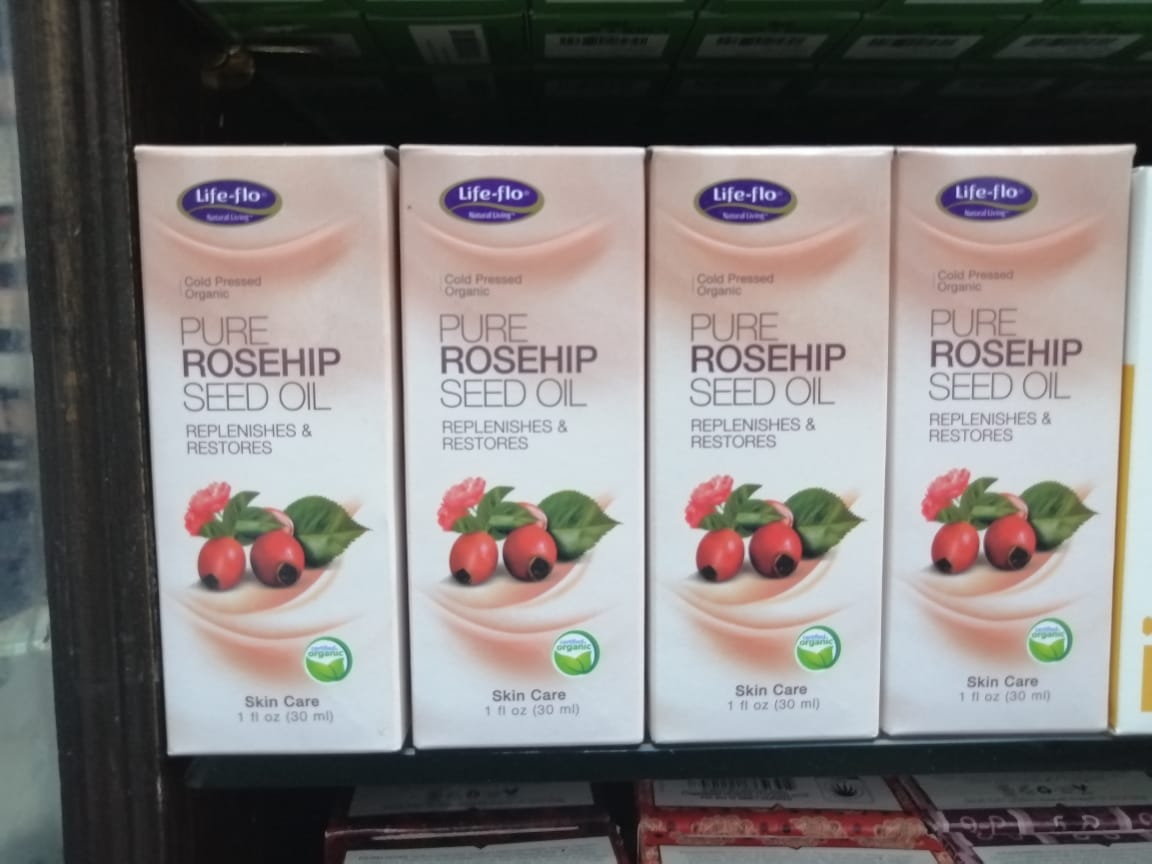 Life-flo
Natural Living™
Cold Pressed
Organic
PURE
ROSEHIP
SEED OIL
REPLENISHES &
RESTORES
certified
organic
Skin Care
1 fl oz (30 ml)
Life-flo
Natural Living™
Cold Pressed
Organic
PURE
ROSEHIP
SEED OIL
REPLENISHES &
RESTORES
certified
organic
Skin Care
1 fl oz (30 ml)
Life-flo
Natural Living™
Cold Pressed
Organic
PURE
ROSEHIP
SEED OIL
REPLENISHES &
RESTORES
certified
organic
Skin Care
1 fl oz (30 ml)
Life-flo
Natural Living™
Cold Pressed
Organic
PURE
ROSEHIP
SEED OIL
REPLENISHES &
RESTORES
certified
organic
Skin Care
1 fl oz (30 ml)